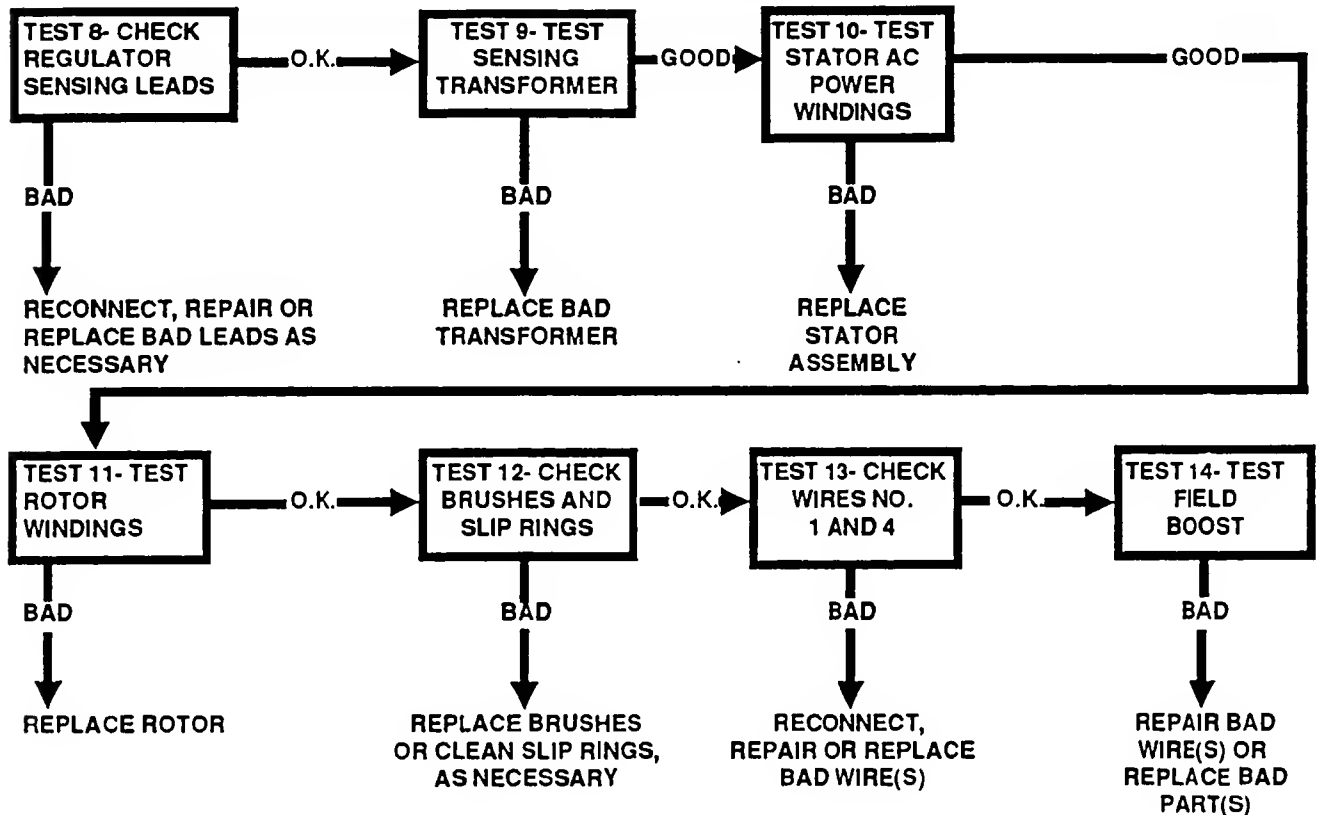 TEST 8- CHECK
REGULATOR
SENSING LEADS
O.K.
TEST 9- TEST
SENSING
TRANSFORMER
GOOD
TEST 10- TEST
STATOR AC
POWER
WINDINGS
GOOD
BAD
BAD
BAD
RECONNECT, REPAIR OR
REPLACE BAD LEADS AS
NECESSARY
REPLACE BAD
TRANSFORMER
REPLACE
STATOR
ASSEMBLY
TEST 11- TEST
ROTOR
WINDINGS
O.K.
TEST 12- CHECK
BRUSHES AND
SLIP RINGS
O.K.
TEST 13- CHECK
WIRES NO.
1 AND 4
O.K.
TEST 14- TEST
FIELD
BOOST
BAD
BAD
BAD
BAD
REPLACE ROTOR
REPLACE BRUSHES
OR CLEAN SLIP RINGS,
AS NECESSARY
RECONNECT,
REPAIR OR REPLACE
BAD WIRE(S)
REPAIR BAD
WIRE(S) OR
REPLACE BAD
PART(S)